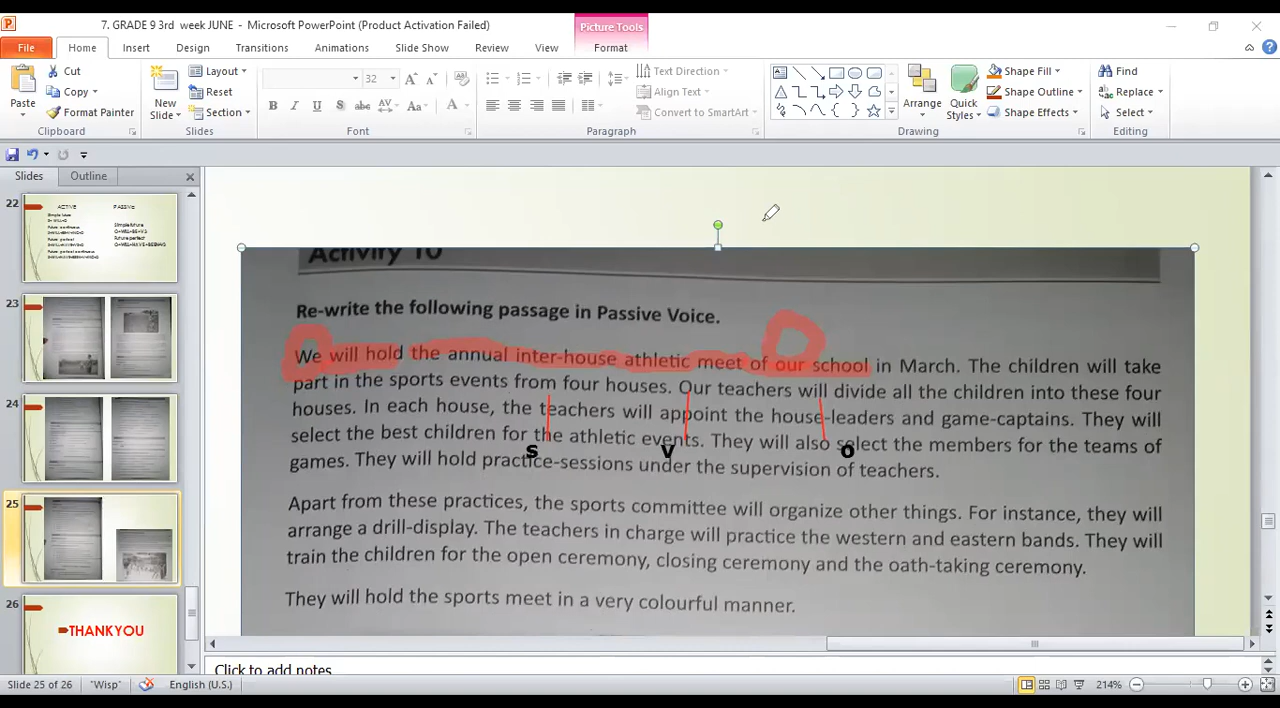 7. GRADE 9 3rd week JUNE - Microsoft PowerPoint (Product Activation Failed)
Picture Tools
File Home Insert Design Transitions Animations Slide Show Review View Format
Paste
Cut
Copy
Format Painter
Clipboard
New Slide
Layout
Reset
Section
Slides
32
B I U S abc AV Aa A
Font
Text Direction
Align Text
Convert to SmartArt
Paragraph
Arrange
Quick Styles
Shape Fill
Shape Outline
Shape Effects
Drawing
Find
Replace
Select
Editing
Slides Outline
22
ACTIVE
23
24
25
26
THANKYOU
Activity 10
Re-write the following passage in Passive Voice.
We will hold the annual inter-house athletic meet of our school in March. The children will take
part in the sports events from four houses. Our teachers will divide all the children into these four
houses. In each house, the teachers will appoint the house-leaders and game-captains. They will
select the best children for the athletic events. They will also select the members for the teams of
s v o
games. They will hold practice-sessions under the supervision of teachers.
Apart from these practices, the sports committee will organize other things. For instance, they will
arrange a drill-display. The teachers in charge will practice the western and eastern bands. They will
train the children for the open ceremony, closing ceremony and the oath-taking ceremony.
They will hold the sports meet in a very colourful manner.
Click to add notes
Slide 25 of 26 "Wisp" English (U.S.) 214%